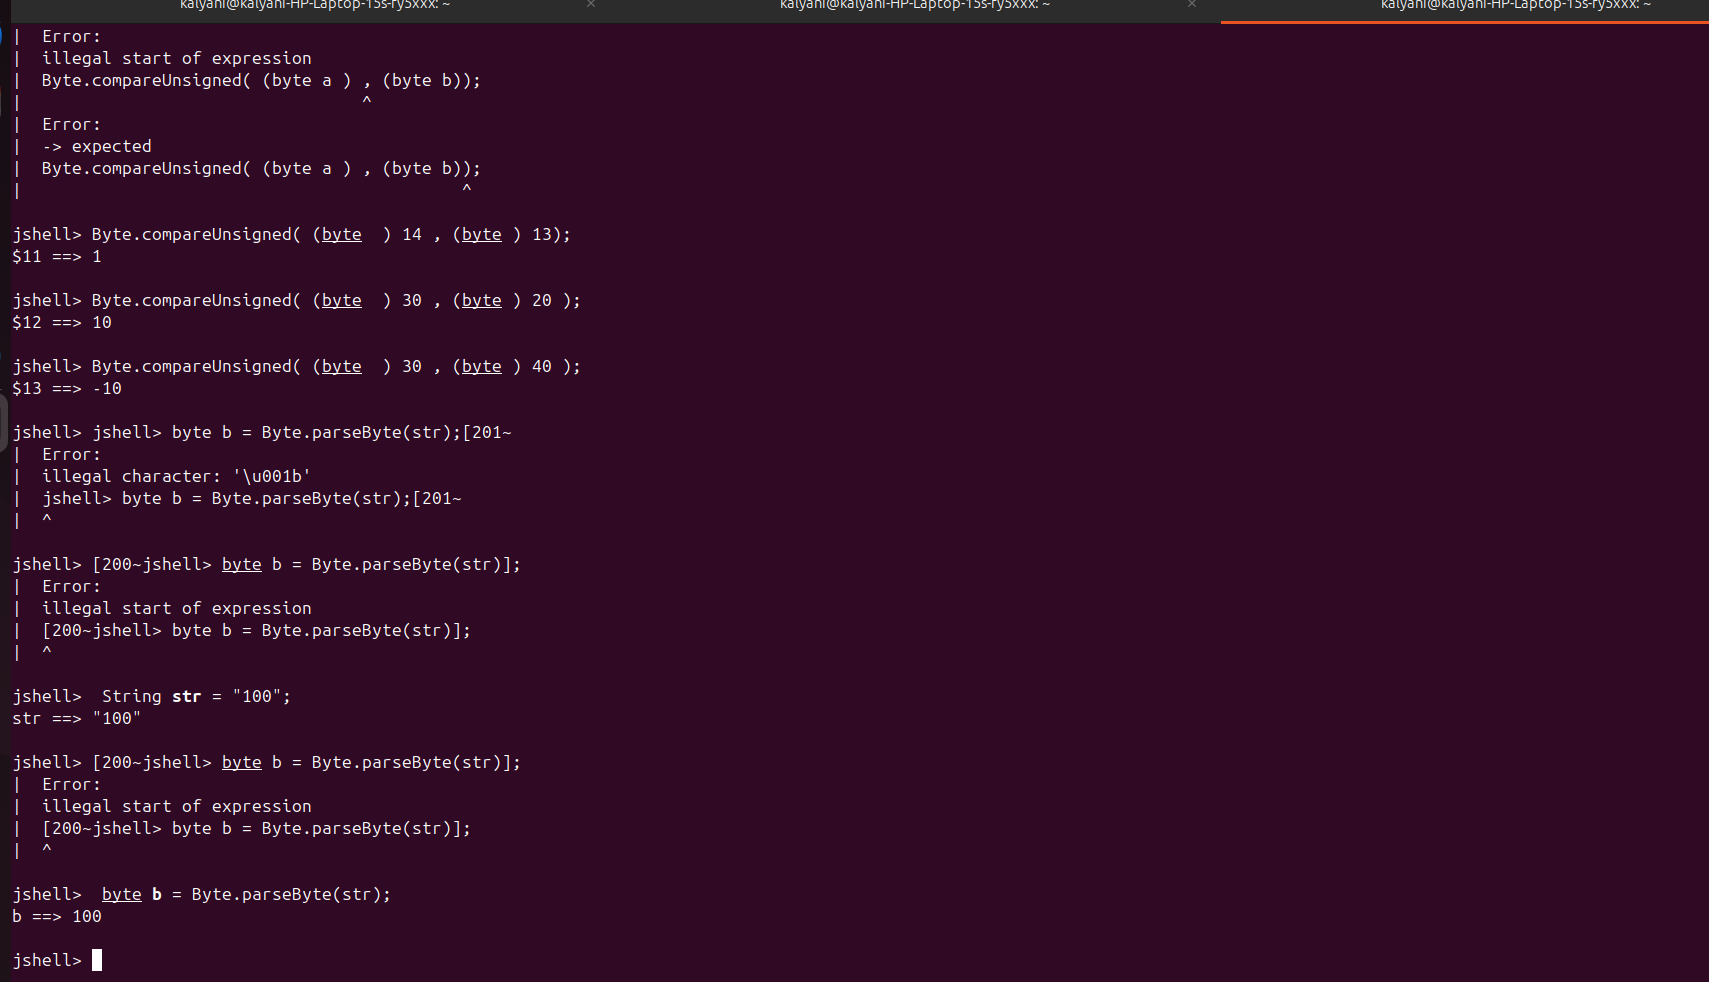 kalyani@kalyani-HP-Laptop-15s-fy5xxx: ~ × kalyani@kalyani-HP-Laptop-15s-fy5xxx: ~ × kalyani@kalyani-HP-Laptop-15s-fy5xxx: ~
|  Error:
|  illegal start of expression
|  Byte.compareUnsigned( (byte a ) , (byte b));
|                                  ^
|  Error:
|  -> expected
|  Byte.compareUnsigned( (byte a ) , (byte b));
|                                            ^
jshell> Byte.compareUnsigned( (byte  ) 14 , (byte ) 13);
$11 ==> 1
jshell> Byte.compareUnsigned( (byte  ) 30 , (byte ) 20 );
$12 ==> 10
jshell> Byte.compareUnsigned( (byte  ) 30 , (byte ) 40 );
$13 ==> -10
jshell> jshell> byte b = Byte.parseByte(str);[201~
|  Error:
|  illegal character: '\u001b'
|  jshell> byte b = Byte.parseByte(str);[201~
|  ^
jshell> [200~jshell> byte b = Byte.parseByte(str)];
|  Error:
|  illegal start of expression
|  [200~jshell> byte b = Byte.parseByte(str)];
|  ^
jshell>  String str = "100";
str ==> "100"
jshell> [200~jshell> byte b = Byte.parseByte(str)];
|  Error:
|  illegal start of expression
|  [200~jshell> byte b = Byte.parseByte(str)];
|  ^
jshell>  byte b = Byte.parseByte(str);
b ==> 100
jshell>